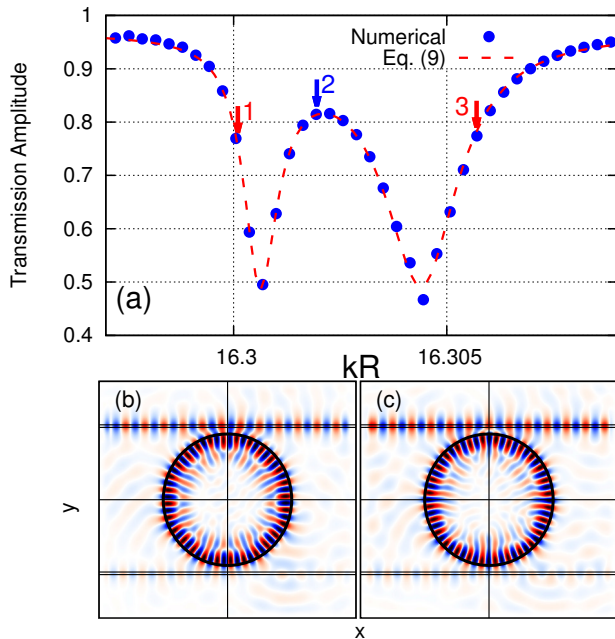 1
0.9
0.8
0.7
0.6
0.5
0.4
Transmission Amplitude
Numerical
Eq. (9)
1
2
3
(a)
16.3
16.305
kR
(b)
(c)
y
x